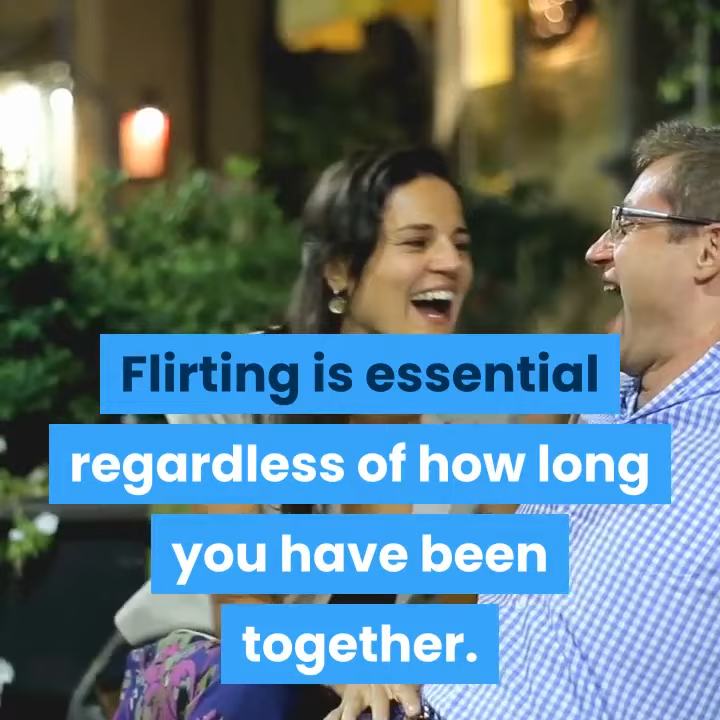 Flirting is essential
regardless of how long
you have been
together.